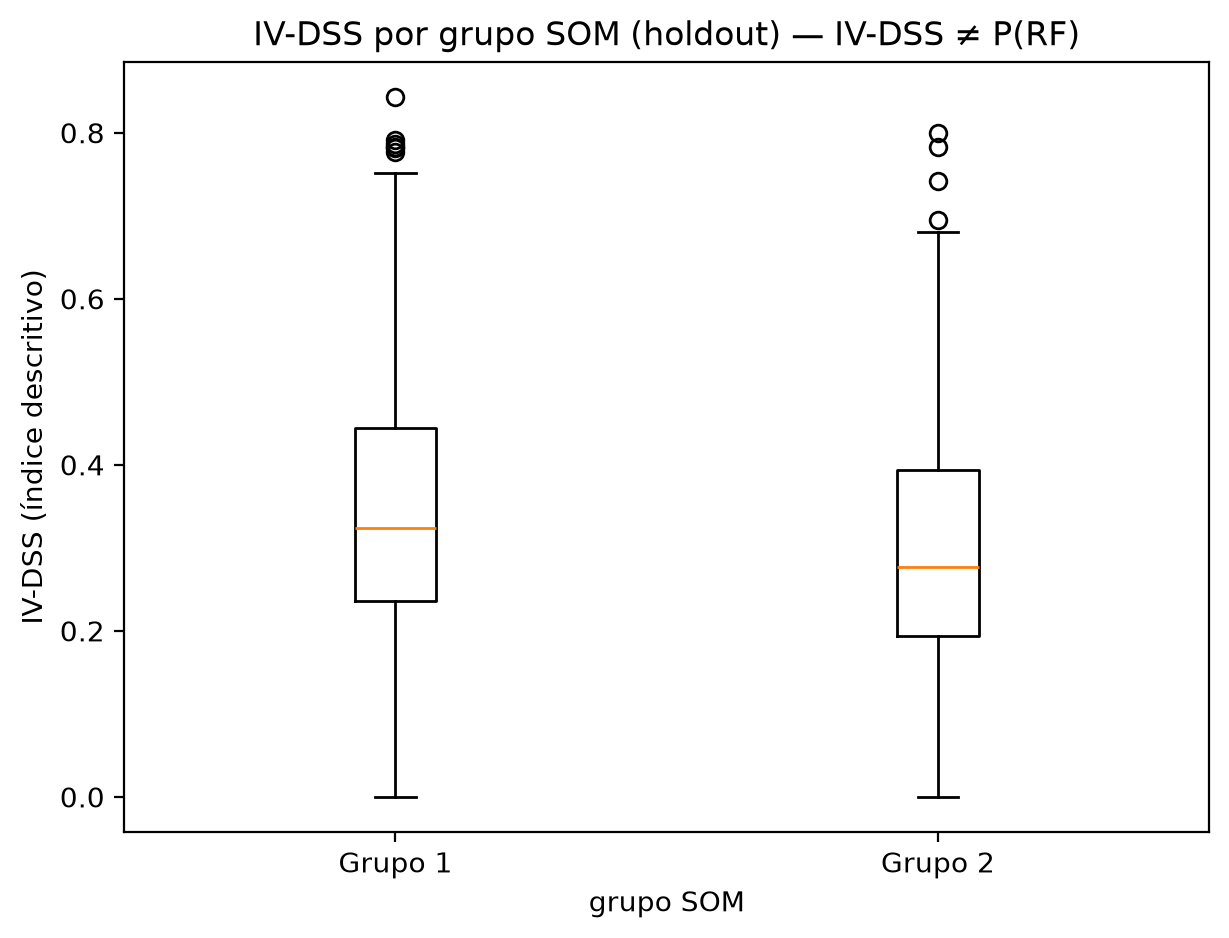 IV-DSS por grupo SOM (holdout) — IV-DSS ≠ P(RF)
IV-DSS (índice descritivo)
0.8
0.6
0.4
0.2
0.0
Grupo 1
Grupo 2
grupo SOM